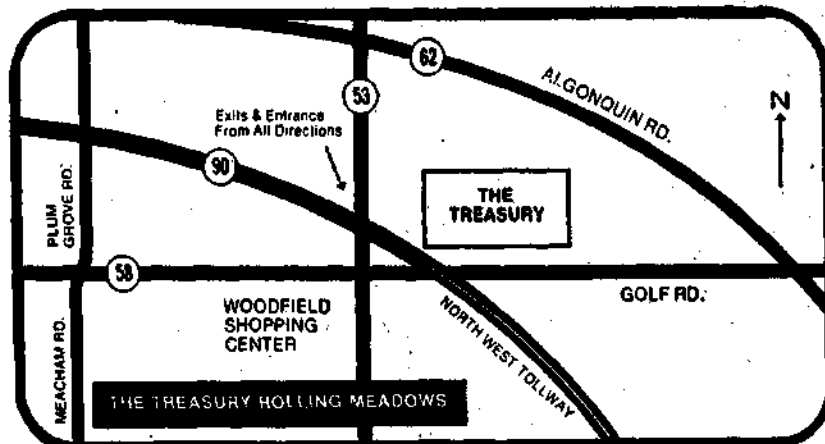 62
ALGONQUIN RD.
53
Exits & Entrance
From All Directions
N
90
THE
TREASURY
PLUM
GROVE RD.
58
GOLF RD.
WOODFIELD
SHOPPING
CENTER
NORTH WEST TOLLWAY
MEACHAM RD.
THE TREASURY ROLLING MEADOWS